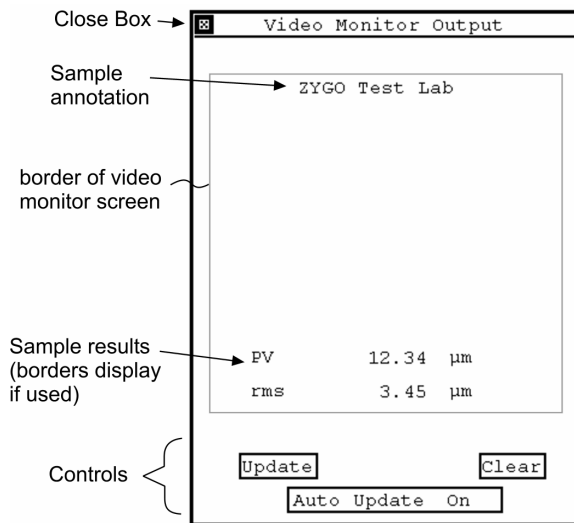 Close Box
Video Monitor Output
Sample
annotation
ZYGO Test Lab
border of video
monitor screen
Sample results
(borders display
if used)
PV 12.34 µm
rms 3.45 µm
Controls
Update
Clear
Auto Update On